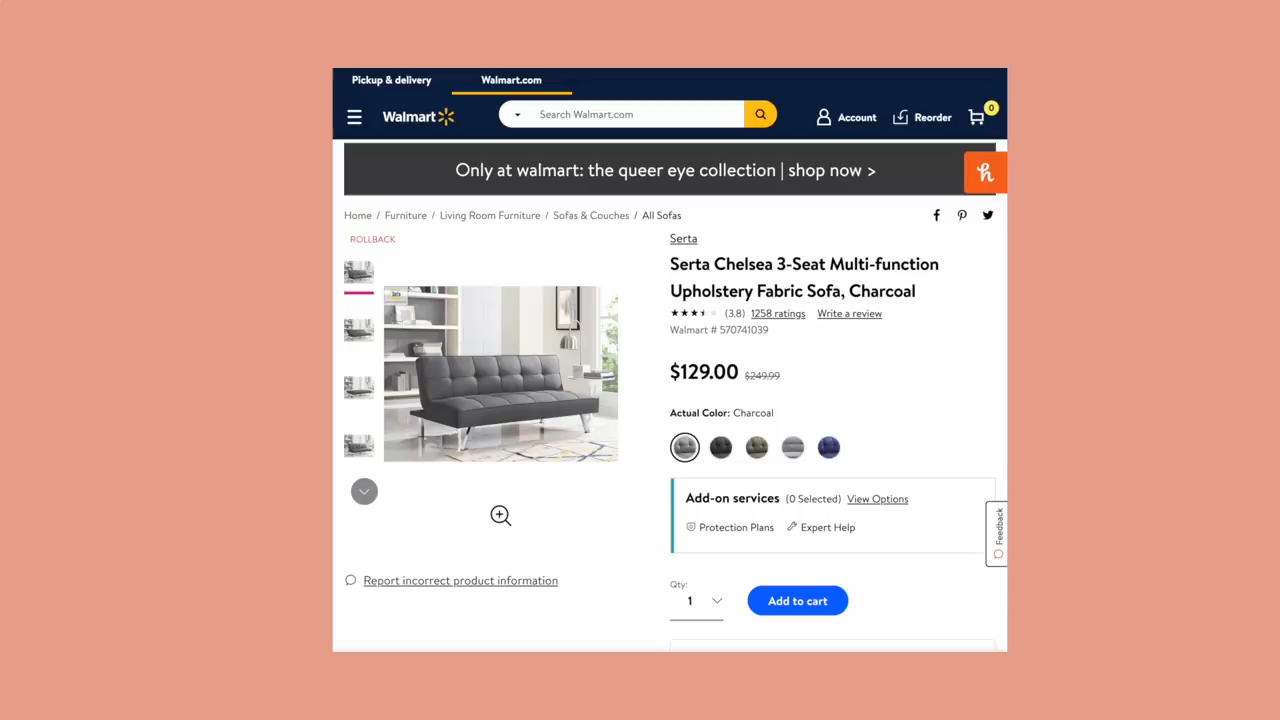 Pickup & delivery
Walmart.com
Walmart
Search Walmart.com
Account
Reorder
0
Only at walmart: the queer eye collection | shop now >
h
Home / Furniture / Living Room Furniture / Sofas & Couches / All Sofas
ROLLBACK
Serta
Serta
Serta Chelsea 3-Seat Multi-function
Upholstery Fabric Sofa, Charcoal
(3.8) 1258 ratings Write a review
Walmart # 570741039
$129.00 $249.99
Actual Color: Charcoal
Add-on services (0 Selected) View Options
Protection Plans Expert Help
Feedback
Report incorrect product information
Qty:
1
Add to cart